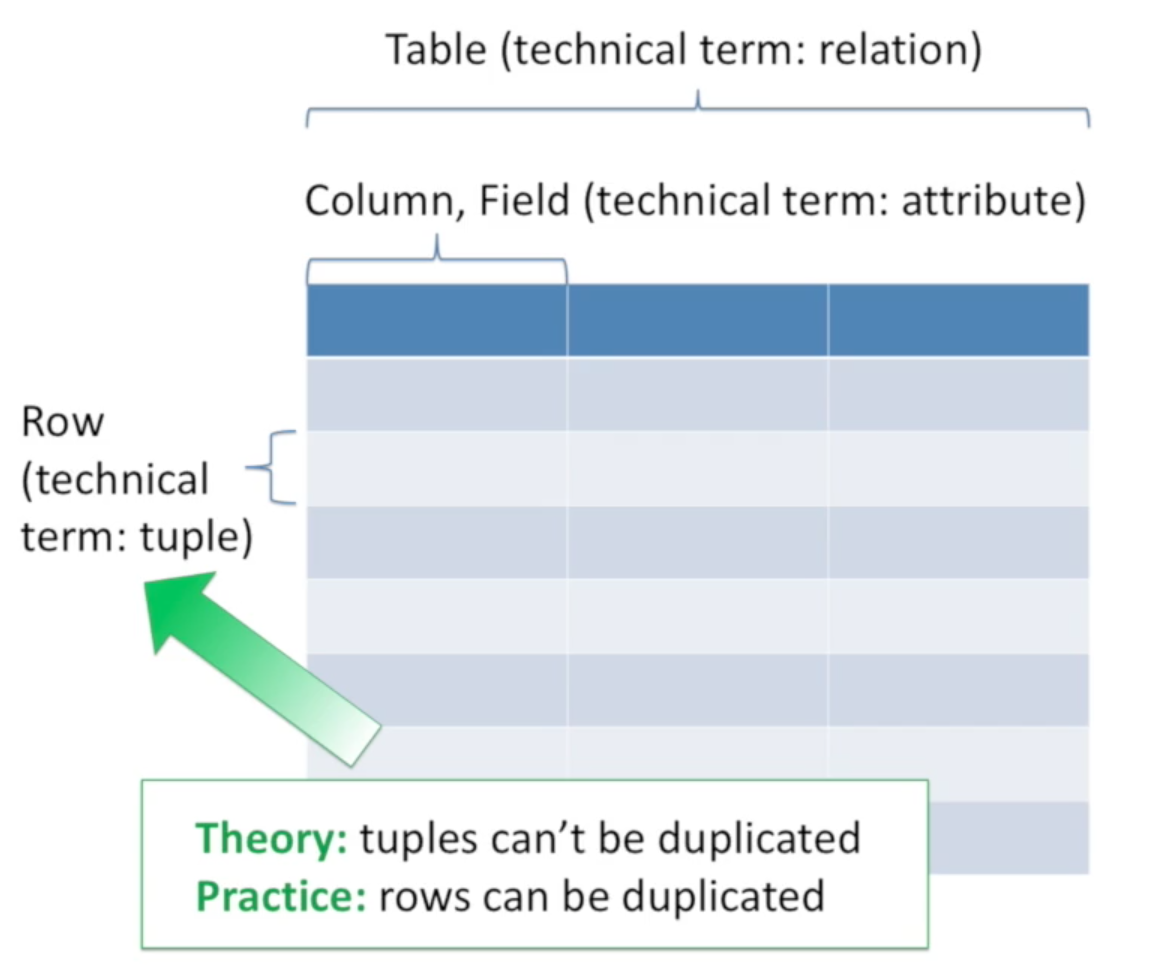 Table (technical term: relation)
Column, Field (technical term: attribute)
Row
(technical
term: tuple)
Theory: tuples can’t be duplicated
Practice: rows can be duplicated